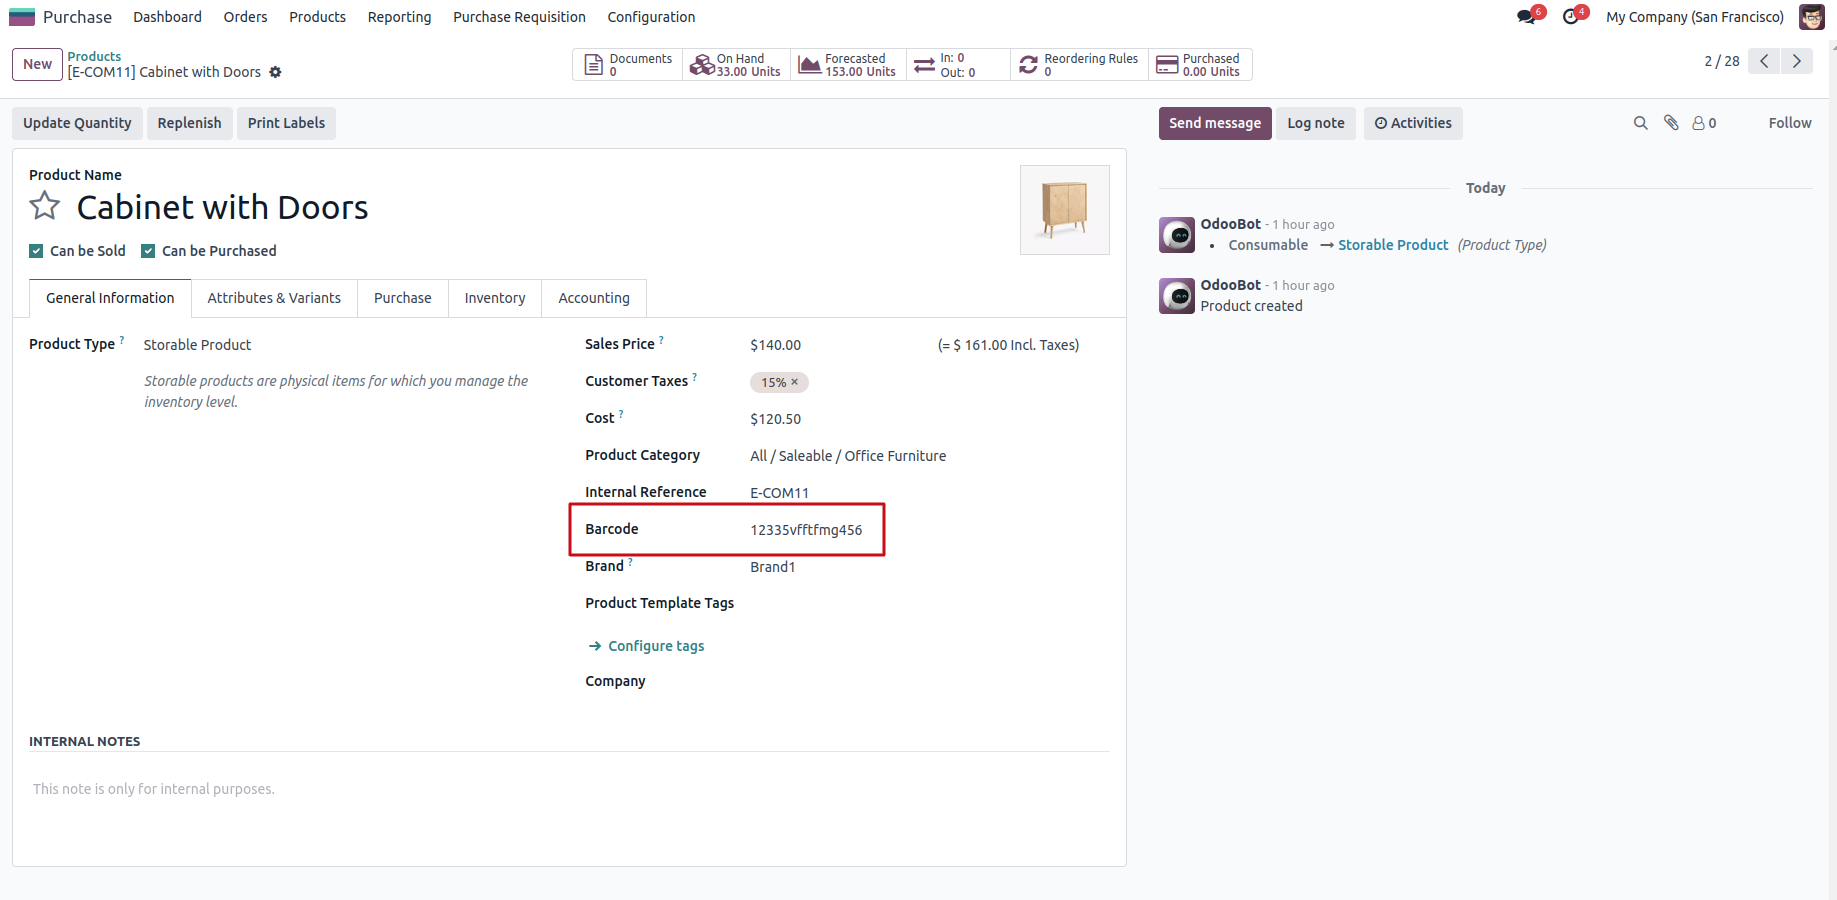 Purchase Dashboard Orders Products Reporting Purchase Requisition Configuration 6 4 My Company (San Francisco)
New Products
[E-COM11] Cabinet with Doors
Documents 0 On Hand 33.00 Units Forecasted 153.00 Units In: 0 Out: 0 Reordering Rules 0 Purchased 0.00 Units 2 / 28
Update Quantity Replenish Print Labels Send message Log note Activities 0 Follow
Product Name
Cabinet with Doors
Can be Sold Can be Purchased
General Information Attributes & Variants Purchase Inventory Accounting
Product Type ? Storable Product
Storable products are physical items for which you manage the
inventory level.
Sales Price ? $140.00 (= $ 161.00 Incl. Taxes)
Customer Taxes ? 15% ×
Cost ? $120.50
Product Category All / Saleable / Office Furniture
Internal Reference E-COM11
Barcode 12335vfftfmg456
Brand ? Brand1
Product Template Tags
Configure tags
Company
INTERNAL NOTES
This note is only for internal purposes.
Today
OdooBot - 1 hour ago
• Consumable → Storable Product (Product Type)
OdooBot - 1 hour ago
Product created